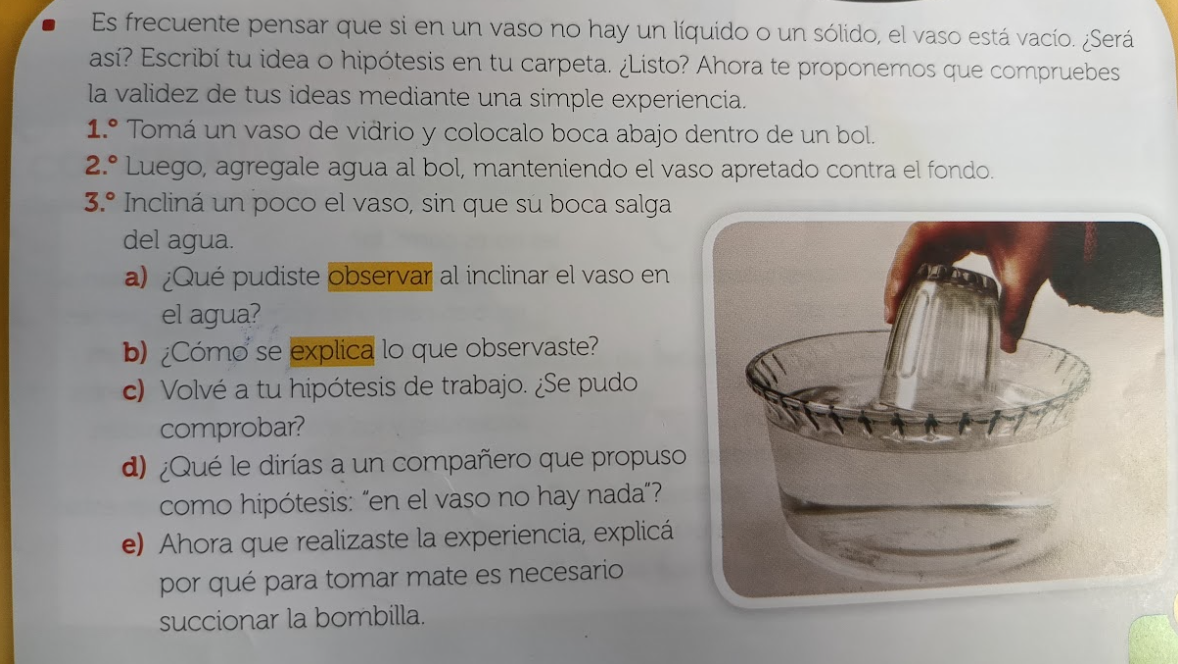 Es frecuente pensar que si en un vaso no hay un líquido o un sólido, el vaso está vacío. ¿Será
así? Escribí tu idea o hipótesis en tu carpeta. ¿Listo? Ahora te proponemos que compruebes
la validez de tus ideas mediante una simple experiencia.
1.° Tomá un vaso de vidrio y colocalo boca abajo dentro de un bol.
2.° Luego, agregale agua al bol, manteniendo el vaso apretado contra el fondo.
3.° Incliná un poco el vaso, sin que su boca salga
del agua.
a) ¿Qué pudiste observar al inclinar el vaso en
el agua?
b) ¿Cómo se explica lo que observaste?
c) Volvé a tu hipótesis de trabajo. ¿Se pudo
comprobar?
d) ¿Qué le dirías a un compañero que propuso
como hipótesis: “en el vaso no hay nada”?
e) Ahora que realizaste la experiencia, explicá
por qué para tomar mate es necesario
succionar la bombilla.